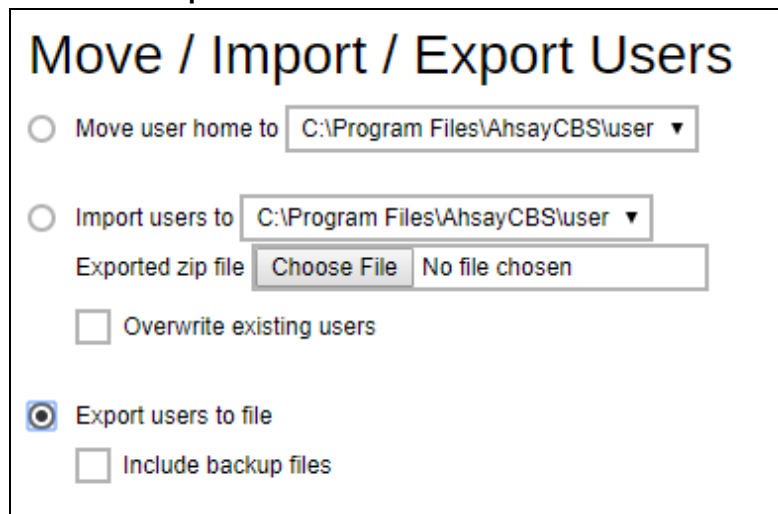 Move / Import / Export Users
Move user home to C:\Program Files\AhsayCBS\user
Import users to C:\Program Files\AhsayCBS\user
Exported zip file Choose File No file chosen
Overwrite existing users
Export users to file
Include backup files